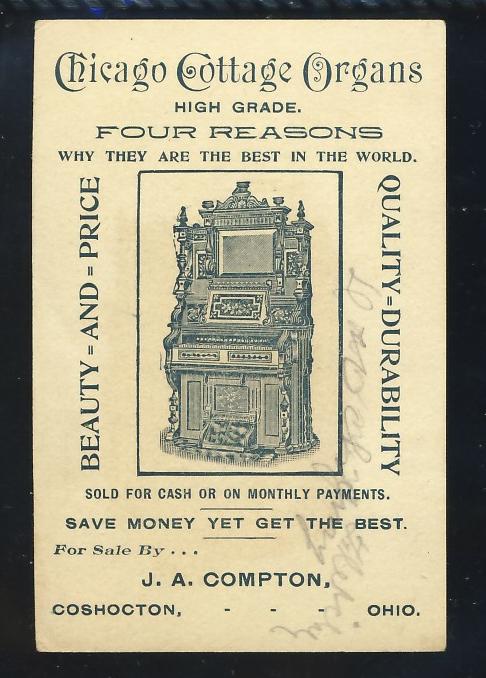 Chicago Cottage Organs
HIGH GRADE.
FOUR REASONS
WHY THEY ARE THE BEST IN THE WORLD.
BEAUTY=AND=PRICE
QUALITY=DURABILITY
SOLD FOR CASH OR ON MONTHLY PAYMENTS.
SAVE MONEY YET GET THE BEST.
For Sale By . . .
J. A. COMPTON,
COSHOCTON, - - - OHIO.